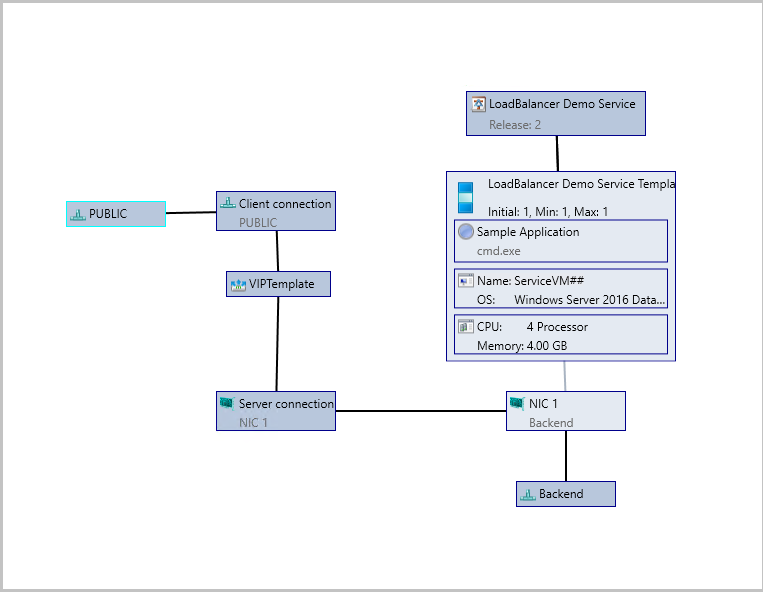 LoadBalancer Demo Service
Release: 2
LoadBalancer Demo Service Templa
Initial: 1, Min: 1, Max: 1
Sample Application
cmd.exe
Name: ServiceVM##
OS: Windows Server 2016 Data...
CPU: 4 Processor
Memory: 4.00 GB
PUBLIC
Client connection
PUBLIC
VIPTemplate
Server connection
NIC 1
NIC 1
Backend
Backend